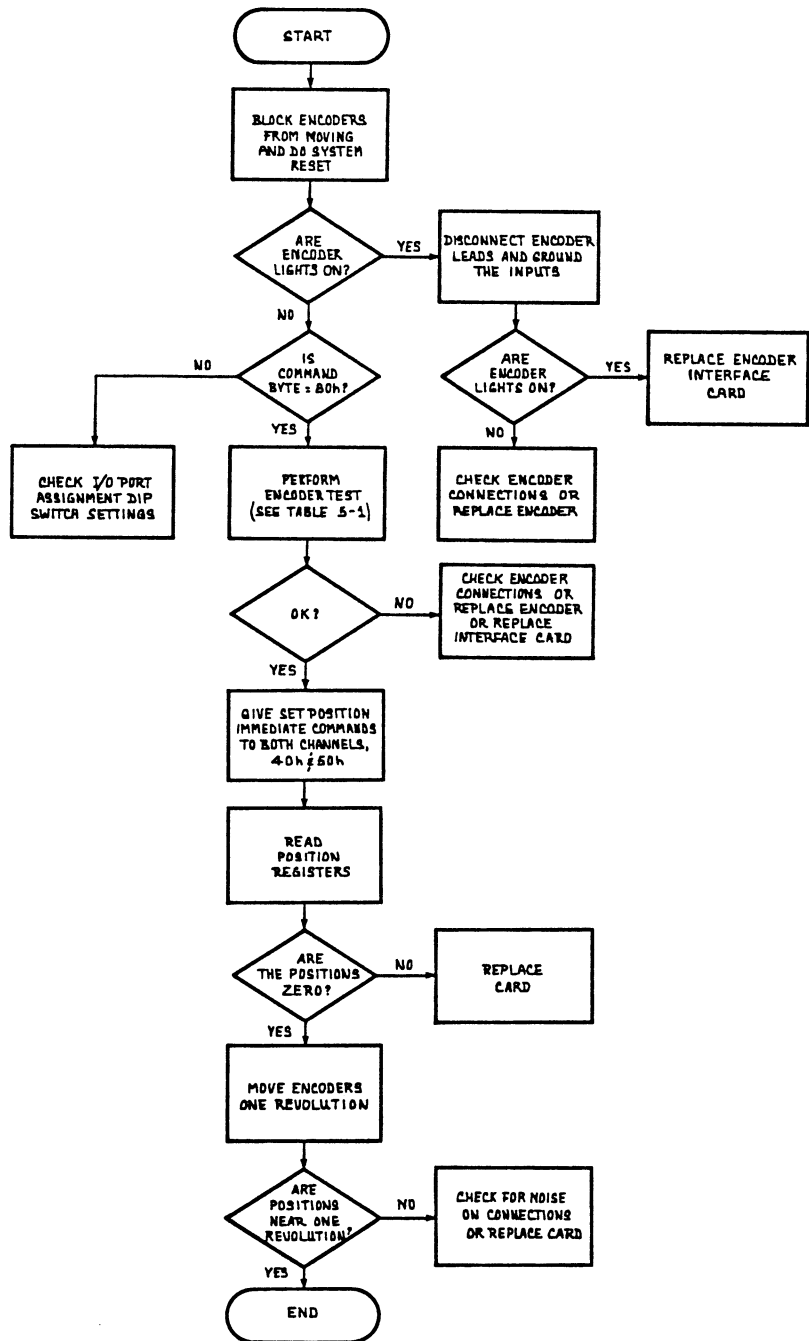 START
BLOCK ENCODERS
FROM MOVING
AND DO SYSTEM
RESET
ARE
ENCODER
LIGHTS ON?
YES
DISCONNECT ENCODER
LEADS AND GROUND
THE INPUTS
NO
IS
COMMAND
BYTE = 80h?
NO
ARE
ENCODER
LIGHTS ON?
YES
REPLACE ENCODER
INTERFACE
CARD
YES
NO
CHECK I/O PORT
ASSIGNMENT DIP
SWITCH SETTINGS
PERFORM
ENCODER TEST
(SEE TABLE 5-1)
CHECK ENCODER
CONNECTIONS OR
REPLACE ENCODER
OK?
NO
CHECK ENCODER
CONNECTIONS OR
REPLACE ENCODER
OR REPLACE
INTERFACE CARD
YES
GIVE SET POSITION
IMMEDIATE COMMANDS
TO BOTH CHANNELS,
40h & 50h
READ
POSITION
REGISTERS
ARE
THE POSITIONS
ZERO?
NO
REPLACE
CARD
YES
MOVE ENCODERS
ONE REVOLUTION
ARE
POSITIONS
NEAR ONE
REVOLUTION?
NO
CHECK FOR NOISE
ON CONNECTIONS
OR REPLACE CARD
YES
END